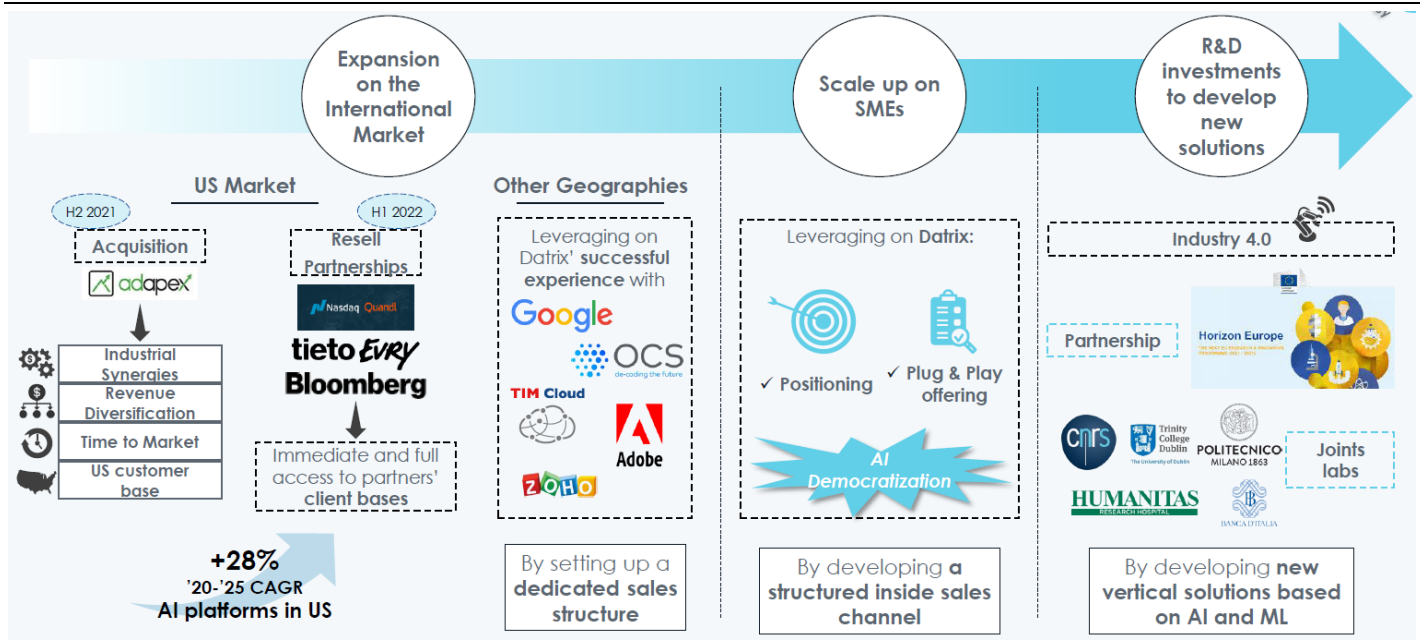 Expansion
on the
International
Market
Scale up on
SMEs
R&D
investments
to develop
new
solutions
US Market
H2 2021
Acquisition
adapex
Industrial
Synergies
Revenue
Diversification
Time to Market
US customer
base
H1 2022
Resell
Partnerships
Nasdaq Quandl
tieto Evry
Bloomberg
Immediate and full
access to partners'
client bases
+28%
'20-'25 CAGR
AI platforms in US
Other Geographies
Leveraging on
Datrix' successful
experience with
Google
OCS
de-coding the future
TIM Cloud
Adobe
ZOHO
By setting up a
dedicated sales
structure
Leveraging on Datrix:
✓ Positioning
✓ Plug & Play
offering
AI
Democratization
By developing a
structured inside sales
channel
Industry 4.0
Partnership
Horizon Europe
cnrs
Trinity
College
Dublin
The University of Dublin
POLITECNICO
MILANO 1863
Joints
labs
HUMANITAS
RESEARCH HOSPITAL
BANCA D'ITALIA
By developing new
vertical solutions based
on AI and ML